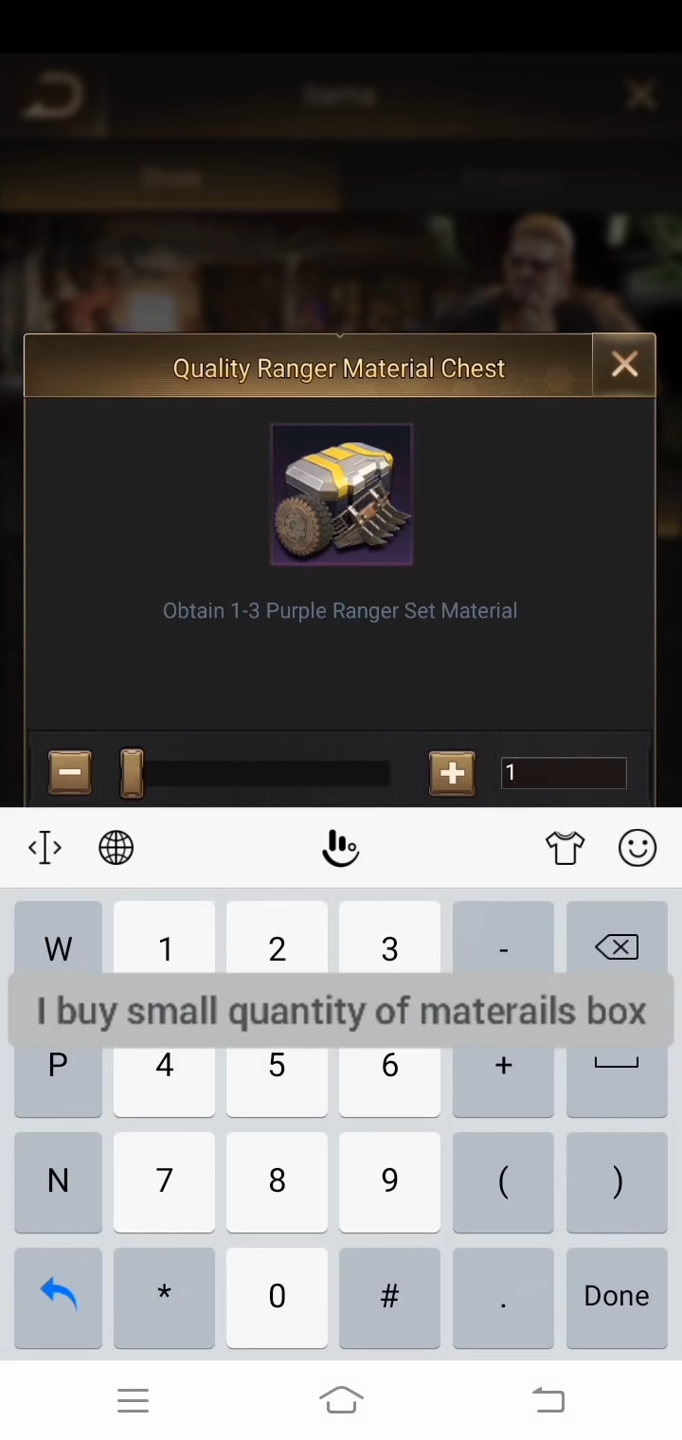 Items
Quality Ranger Material Chest
Obtain 1-3 Purple Ranger Set Material
1
W 1 2 3 -
I buy small quantity of materails box
P 4 5 6 +
N 7 8 9 ( )
* 0 # . Done